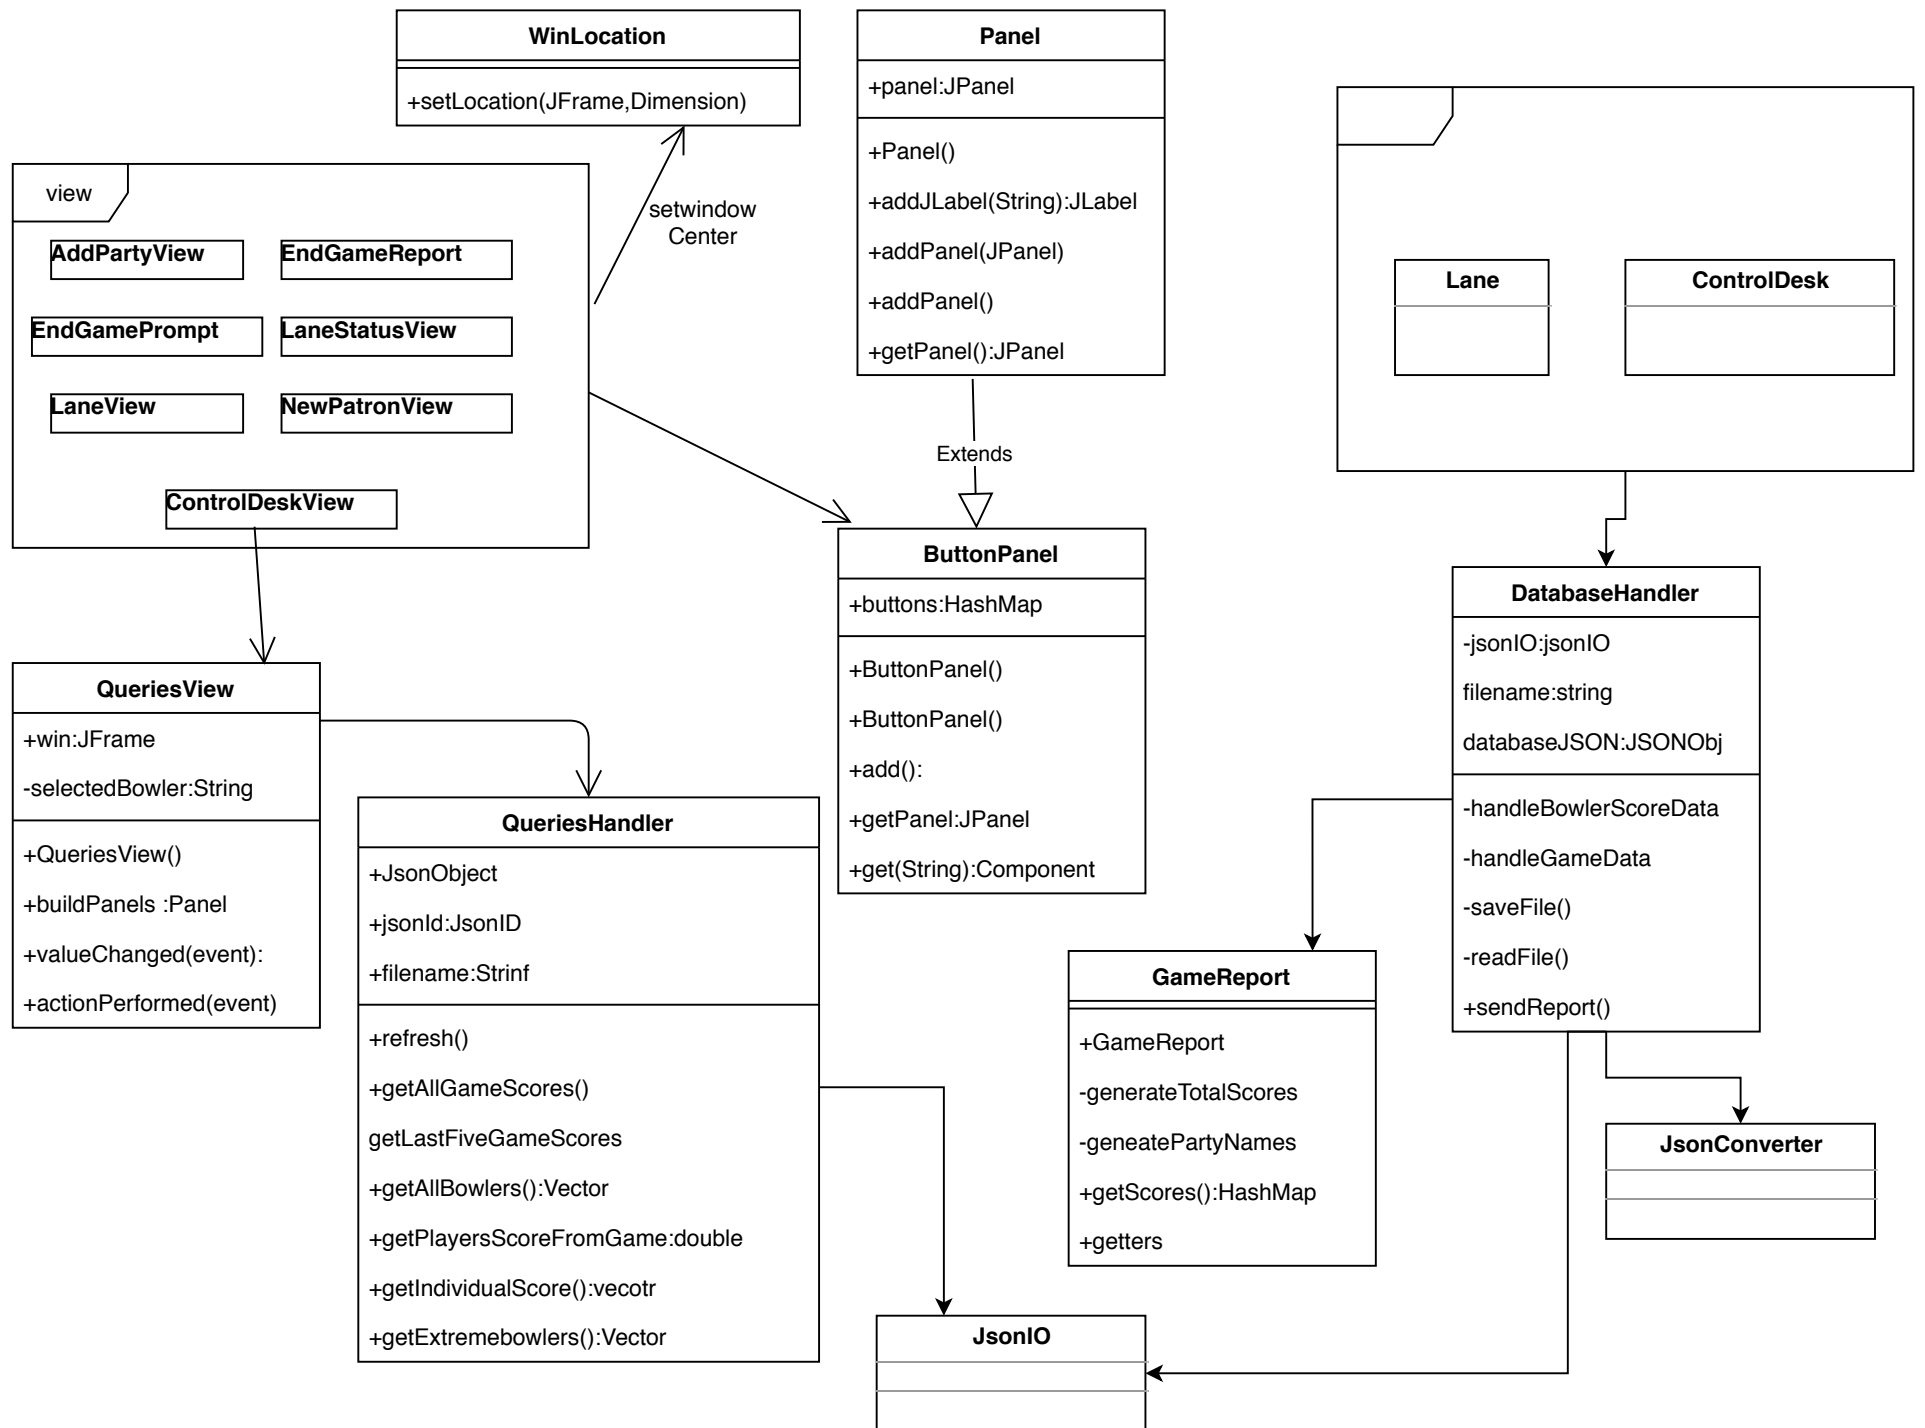 WinLocation
+setLocation(JFrame,Dimension)
Panel
+panel:JPanel
+Panel()
+addJLabel(String):JLabel
+addPanel(JPanel)
+addPanel()
+getPanel():JPanel
view
AddPartyView
EndGameReport
EndGamePrompt
LaneStatusView
LaneView
NewPatronView
ControlDeskView
setwindow
Center
Extends
Lane
ControlDesk
ButtonPanel
+buttons:HashMap
+ButtonPanel()
+ButtonPanel()
+add():
+getPanel:JPanel
+get(String):Component
DatabaseHandler
-jsonIO:jsonIO
filename:string
databaseJSON:JSONObj
-handleBowlerScoreData
-handleGameData
-saveFile()
-readFile()
+sendReport()
QueriesView
+win:JFrame
-selectedBowler:String
+QueriesView()
+buildPanels :Panel
+valueChanged(event):
+actionPerformed(event)
QueriesHandler
+JsonObject
+jsonId:JsonID
+filename:Strinf
+refresh()
+getAllGameScores()
getLastFiveGameScores
+getAllBowlers():Vector
+getPlayersScoreFromGame:double
+getIndividualScore():vecotr
+getExtremebowlers():Vector
GameReport
+GameReport
-generateTotalScores
-geneatePartyNames
+getScores():HashMap
+getters
JsonConverter
JsonIO